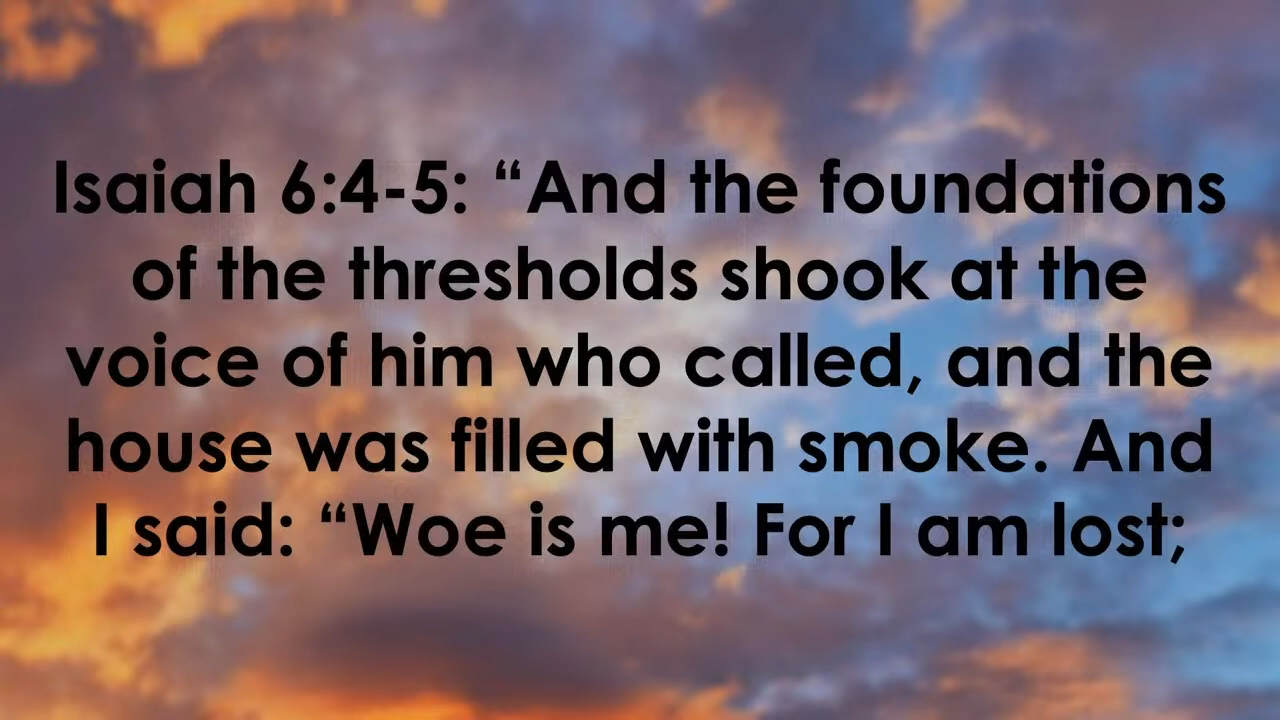 Isaiah 6:4-5: “And the foundations
of the thresholds shook at the
voice of him who called, and the
house was filled with smoke. And
I said: “Woe is me! For I am lost;